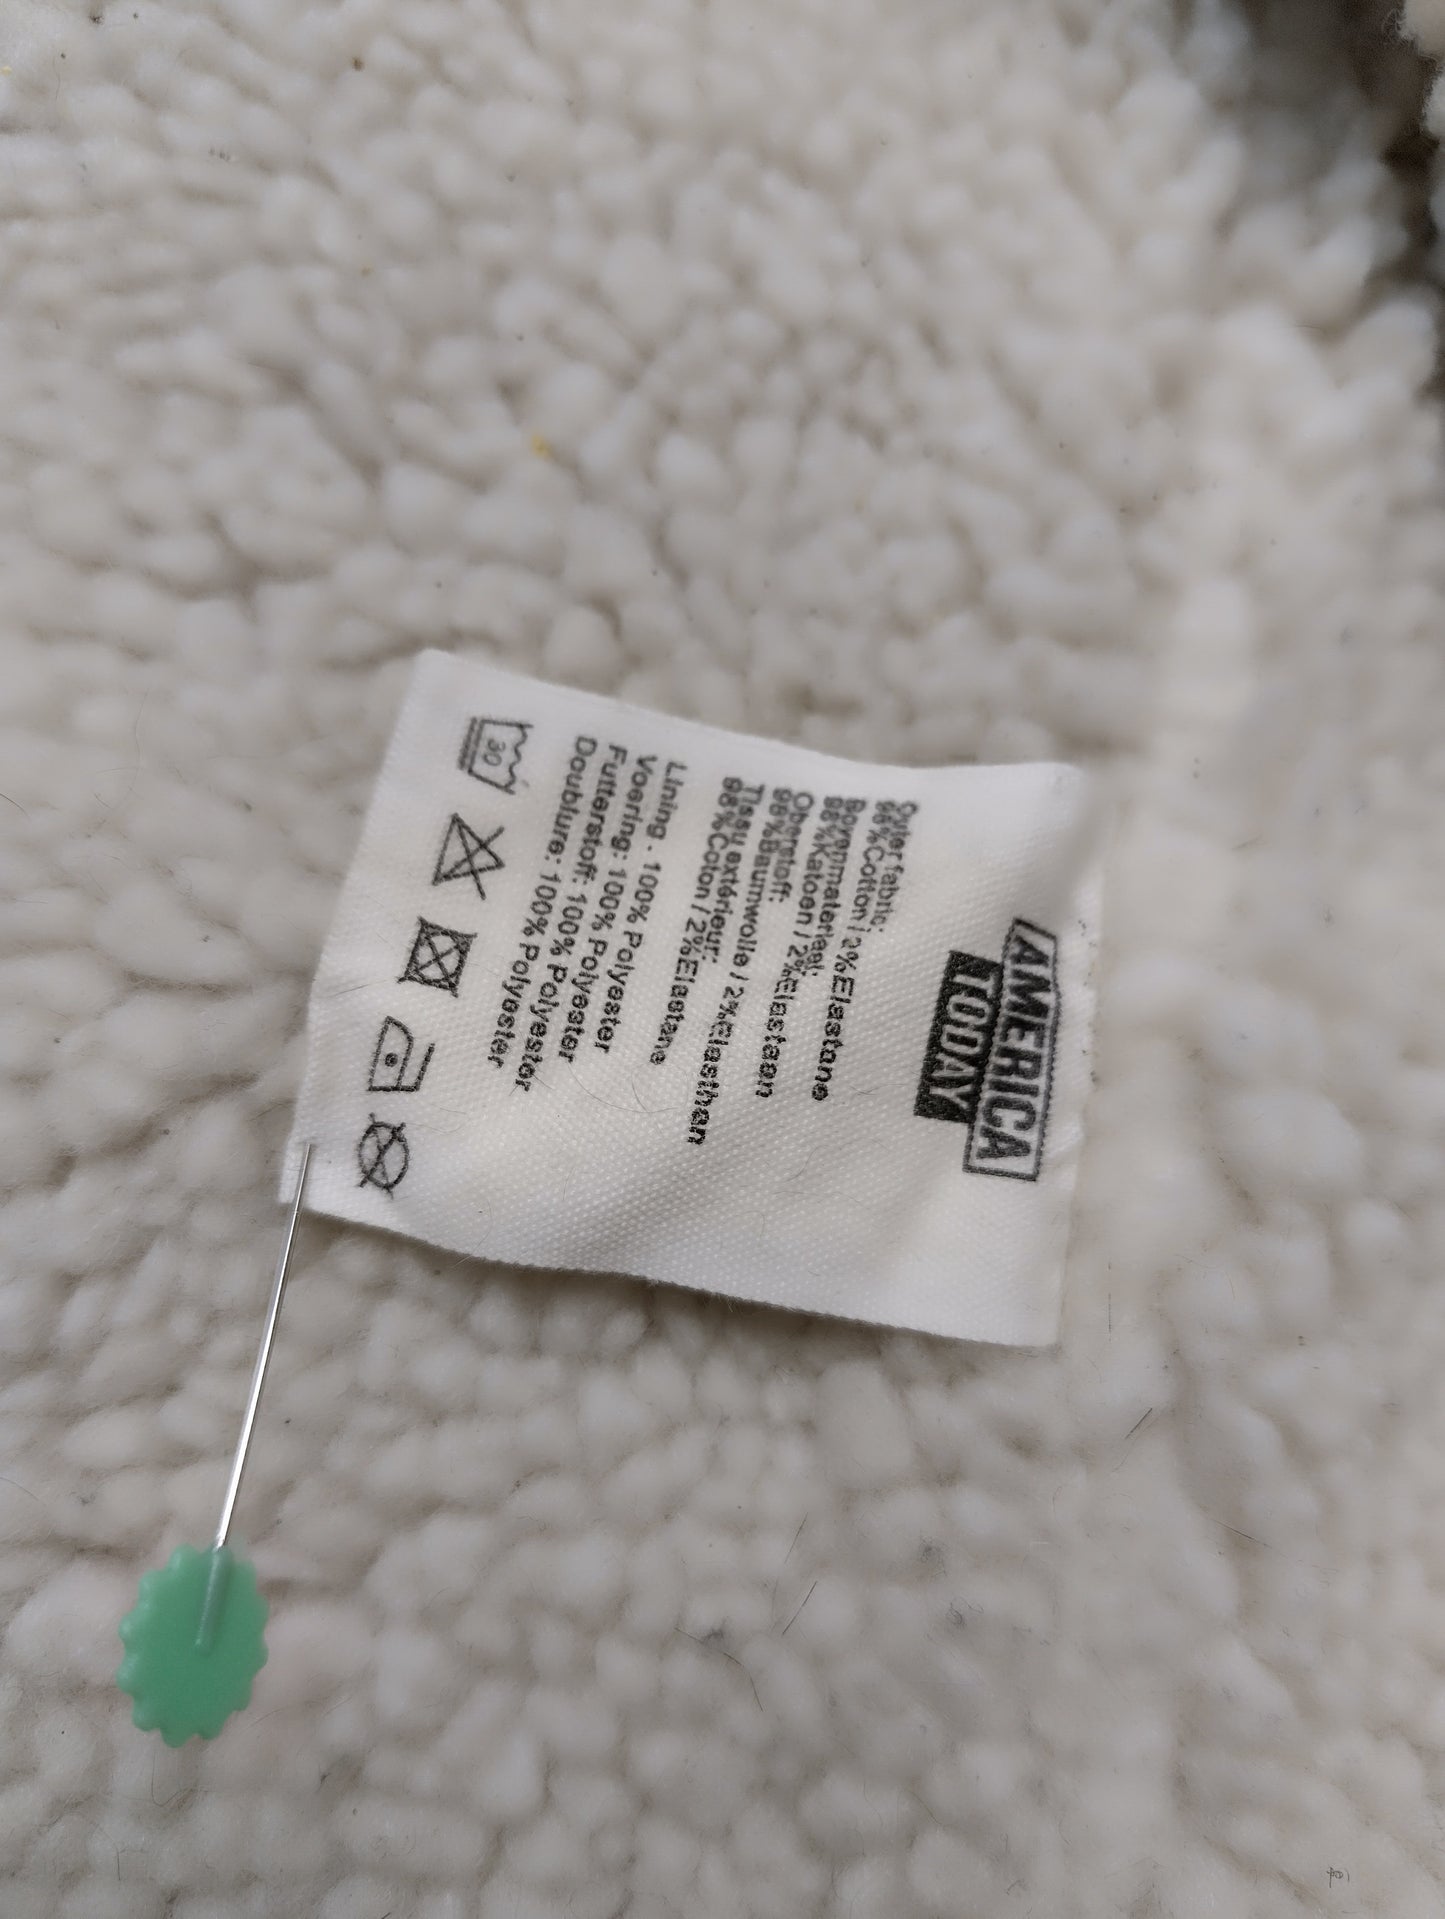 AMERICA
TODAY
Outer fabric:
98%Cotton / 2%Elastane
Bovenmateriaal:
98%Katoen / 2%Elastaan
Oberstoff:
98%Baumwolle / 2%Elasthan
Tissu extérieur:
98%Coton / 2%Elastane
Lining : 100% Polyester
Voering: 100% Polyester
Futterstoff: 100% Polyester
Doublure: 100% Polyester
30